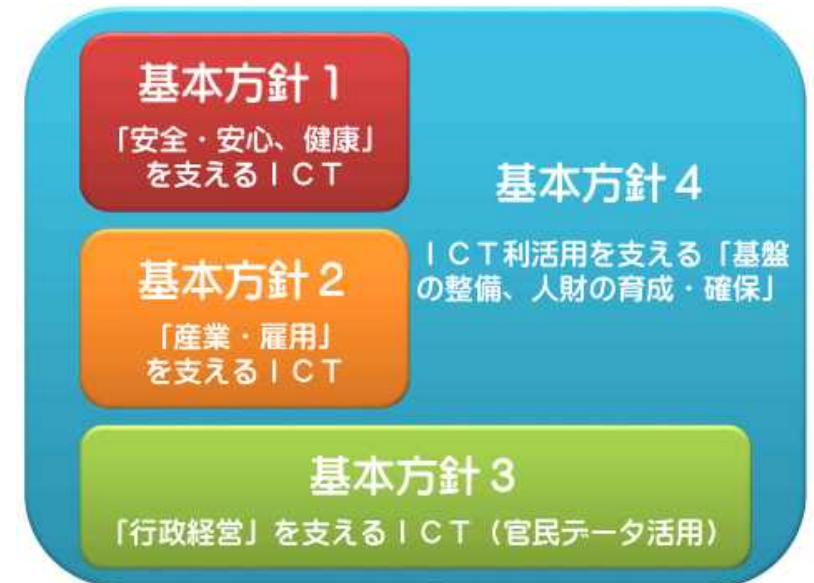 基本方針1
「安全・安心、健康」
を支えるICT
基本方針2
「産業・雇用」
を支えるICT
基本方針4
ICT利活用を支える「基盤
の整備、人財の育成・確保」
基本方針3
「行政経営」を支えるICT(官民データ活用)